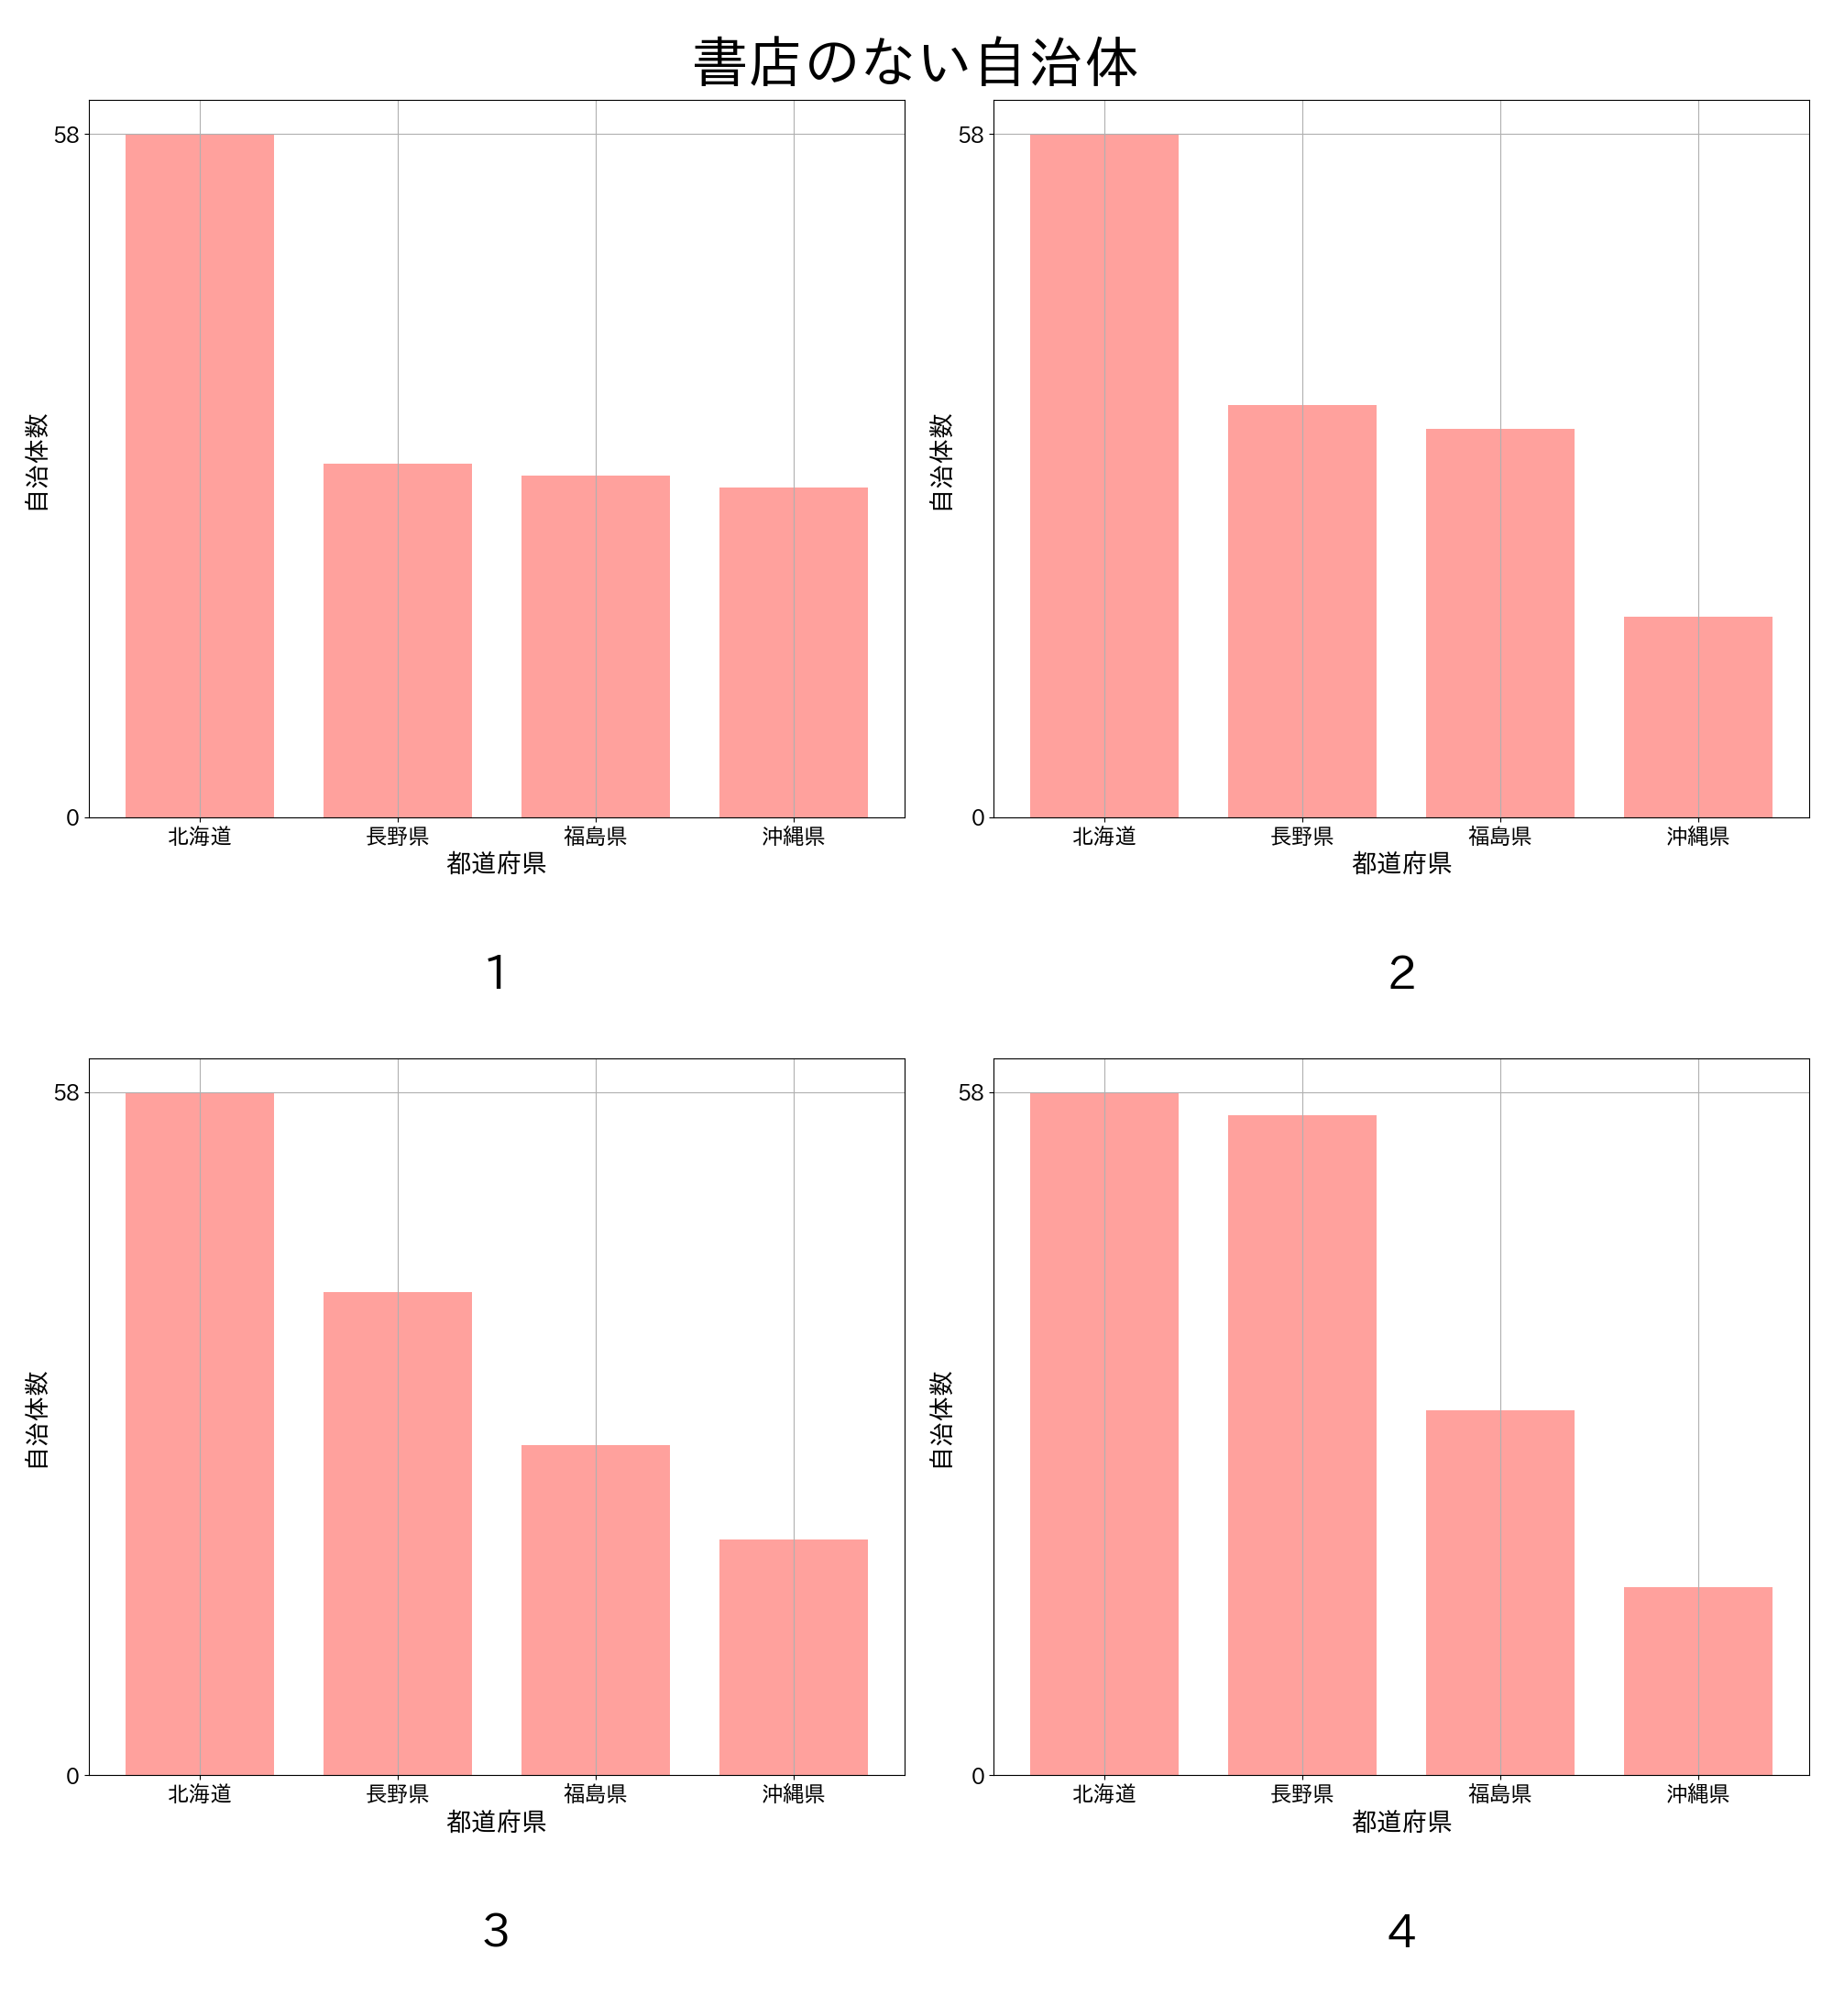 書店のない自治体
58
0
自治体数
北海道 長野県 福島県 沖縄県
都道府県
1
58
0
自治体数
北海道 長野県 福島県 沖縄県
都道府県
2
58
0
自治体数
北海道 長野県 福島県 沖縄県
都道府県
3
58
0
自治体数
北海道 長野県 福島県 沖縄県
都道府県
4